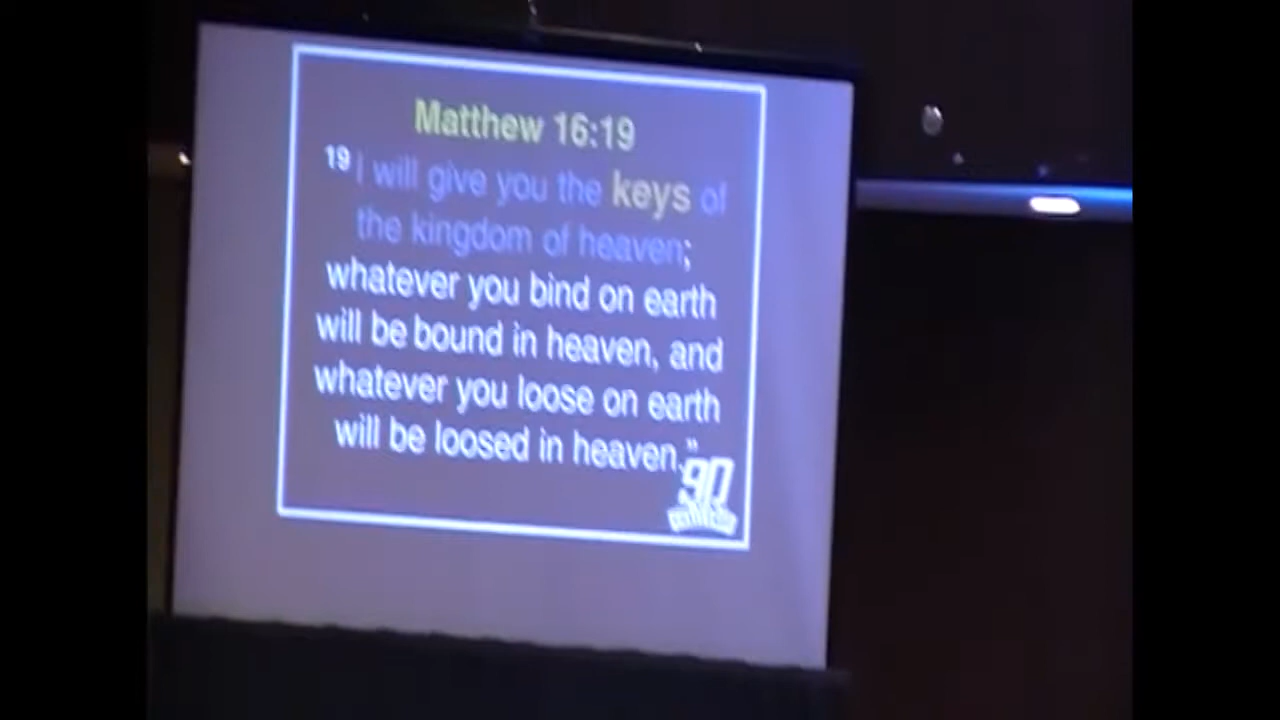 Matthew 16:19
19 I will give you the keys of
the kingdom of heaven;
whatever you bind on earth
will be bound in heaven, and
whatever you loose on earth
will be loosed in heaven.”
90